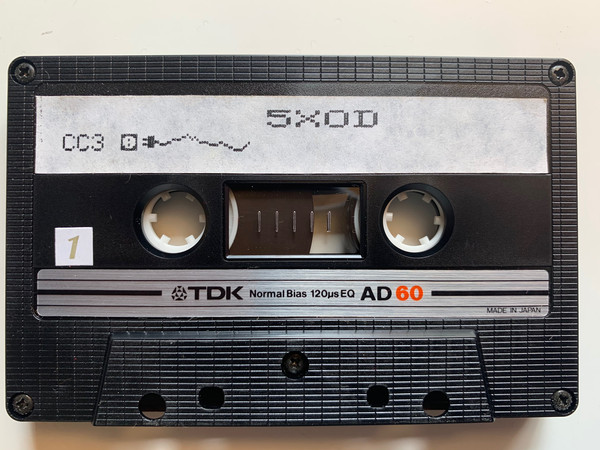 5XOD
CC3
1
TDK Normal Bias 120µs EQ AD 60
MADE IN JAPAN